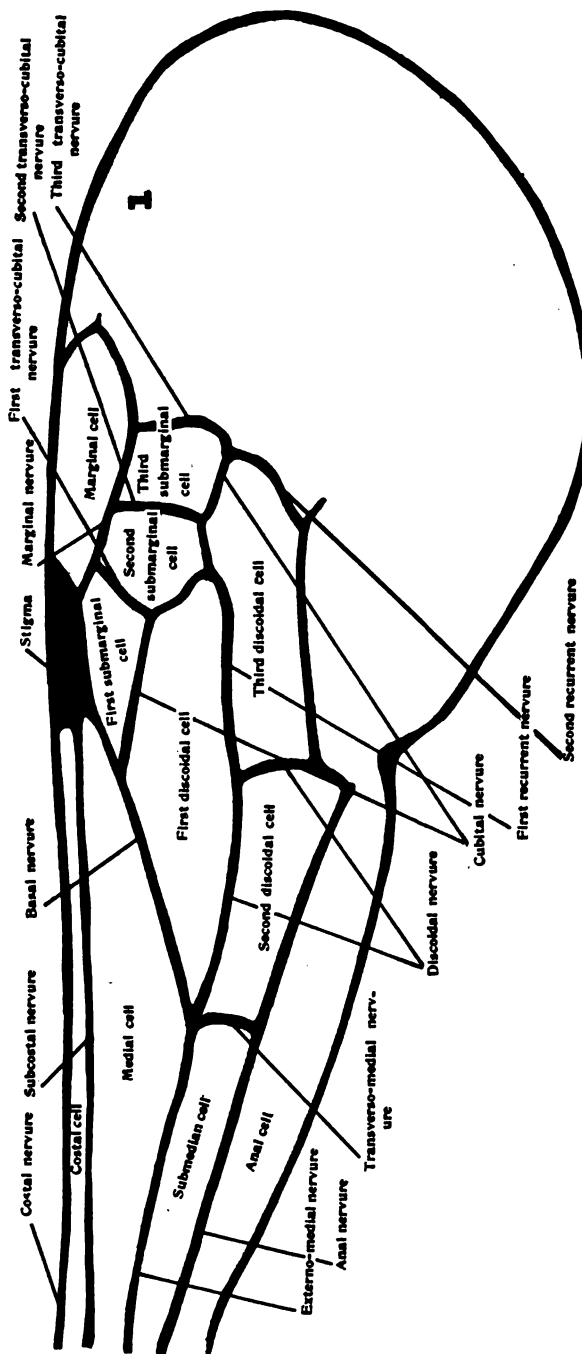 Costal nervure
Subcostal nervure
Basal nervure
Stigma
Marginal nervure
First transverso-cubital
nervure
Second transverso-cubital
nervure
Third transverso-cubital
nervure
1
Costal cell
Medial cell
First submarginal
cell
Second
submarginal
cell
Third
submarginal
cell
Marginal cell
First discoidal cell
Third discoidal cell
Second discoidal cell
Submedian cell
Anal cell
Externo-medial nervure
Anal nervure
Transverso-medial nerv-
ure
Discoidal nervure
Cubital nervure
First recurrent nervure
Second recurrent nervure